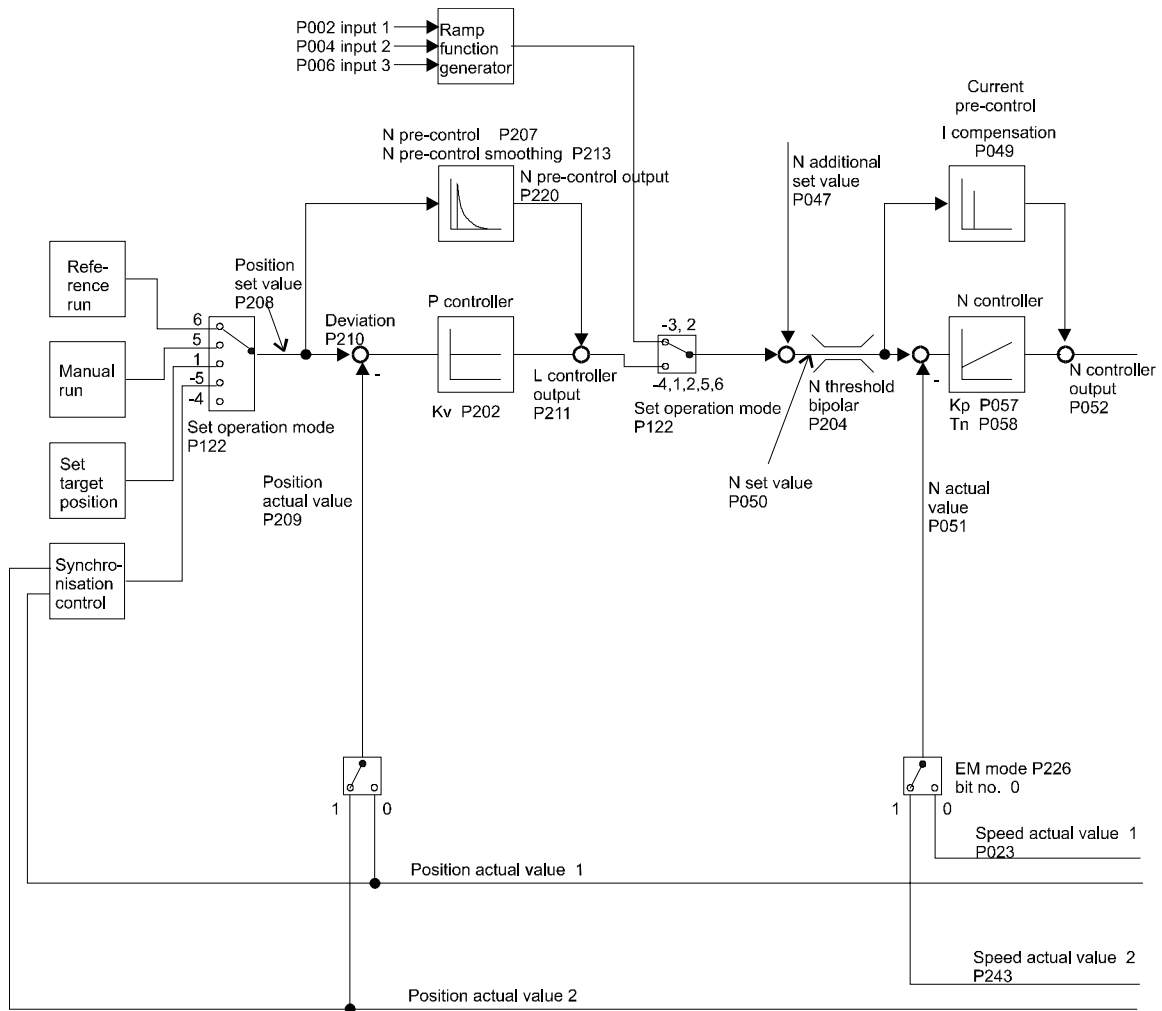 P002 input 1
P004 input 2
P006 input 3
Ramp
function
generator
Current
pre-control
I compensation
P049
N pre-control P207
N pre-control smoothing P213
N pre-control output
P220
N additional
set value
P047
Refe-
rence
run
Manual
run
Set
target
position
Synchro-
nisation
control
6
5
1
-5
-4
Set operation mode
P122
Position
set value
P208
Deviation
P210
-
P controller
Kv P202
L controller
output
P211
-3, 2
-4,1,2,5,6
Set operation mode
P122
N threshold
bipolar
P204
N set value
P050
N controller
-
Kp P057
Tn P058
N controller
output
P052
Position
actual value
P209
N actual
value
P051
1 0
1 0
EM mode P226
bit no. 0
Speed actual value 1
P023
Position actual value 1
Speed actual value 2
P243
Position actual value 2